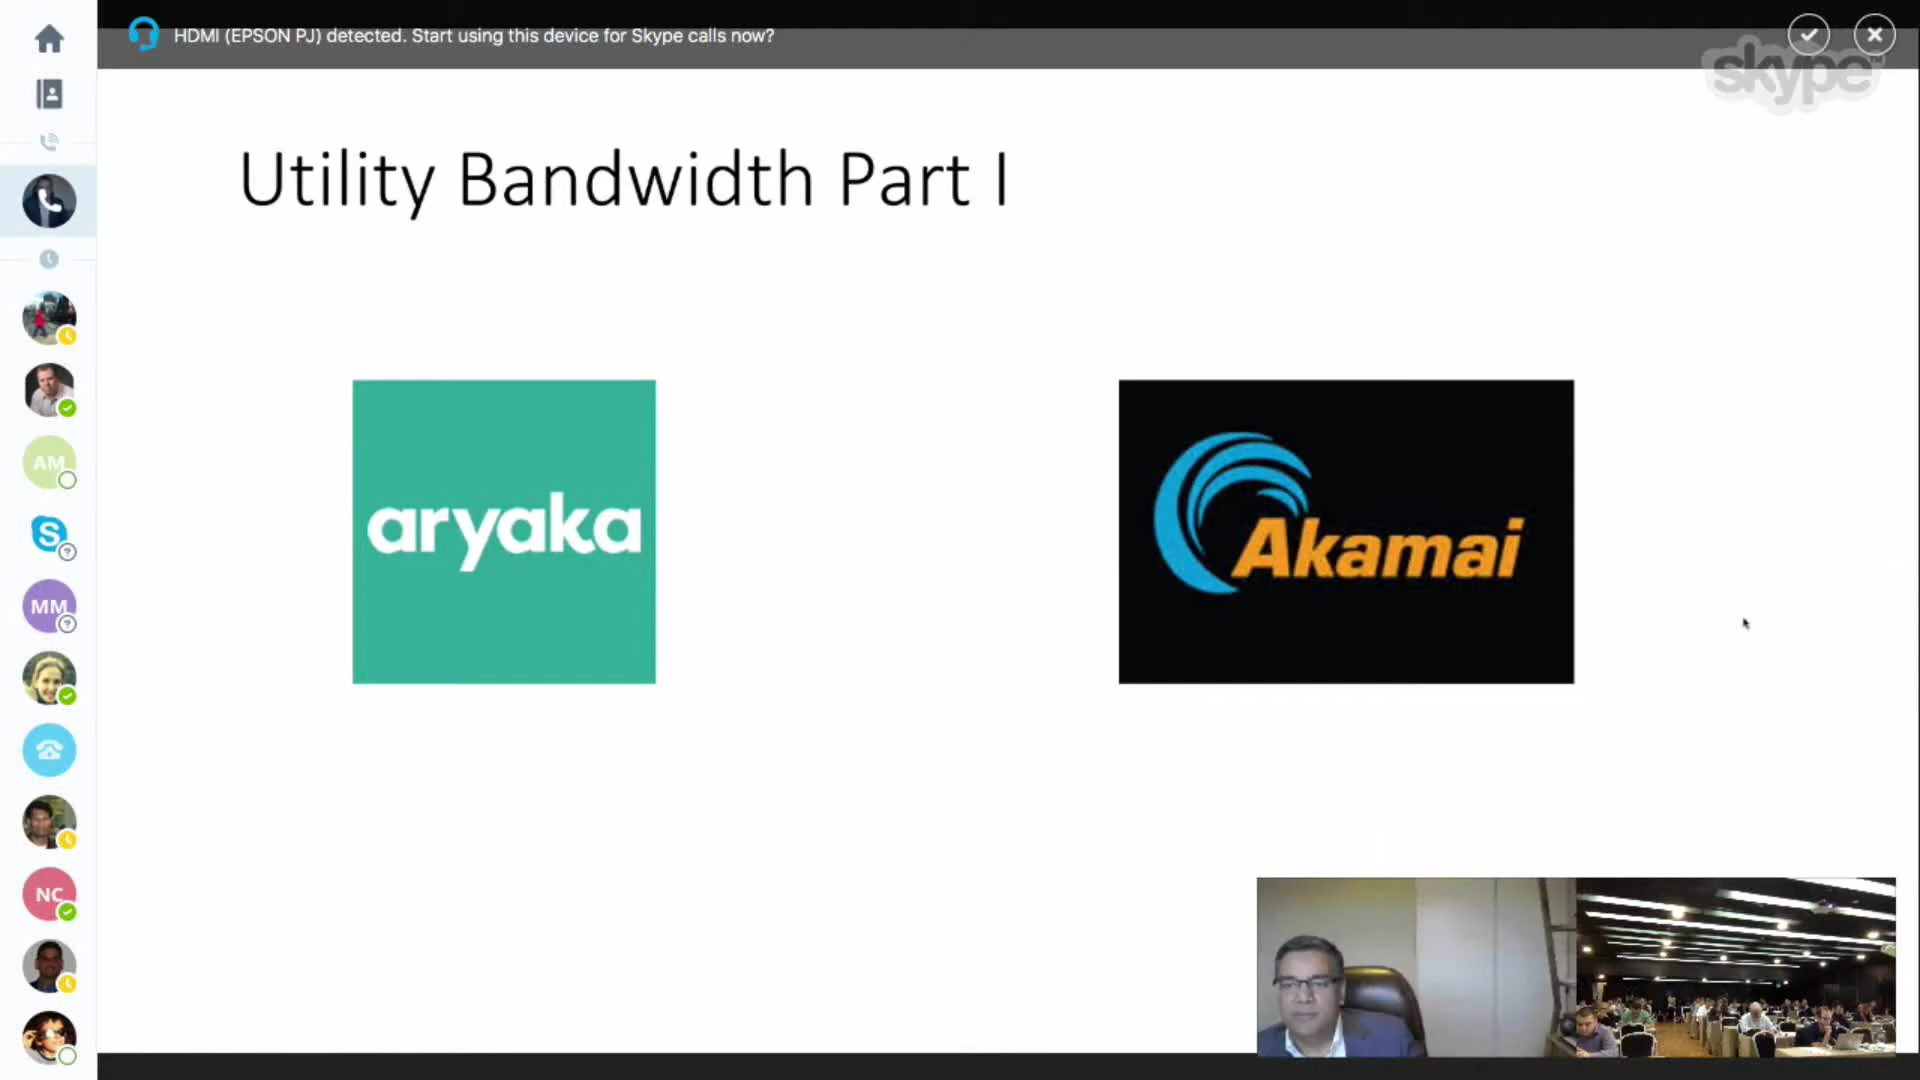 HDMI (EPSON PJ) detected. Start using this device for Skype calls now?
skype
Utility Bandwidth Part I
aryaka
Akamai
AM
S
?
MM
?
NC